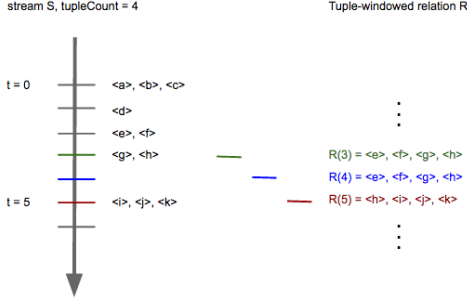 stream S, tupleCount = 4
Tuple-windowed relation R
t = 0
<a>, <b>, <c>
<d>
<e>, <f>
<g>, <h>
R(3) = <e>, <f>, <g>, <h>
R(4) = <e>, <f>, <g>, <h>
t = 5
<i>, <j>, <k>
R(5) = <h>, <i>, <j>, <k>